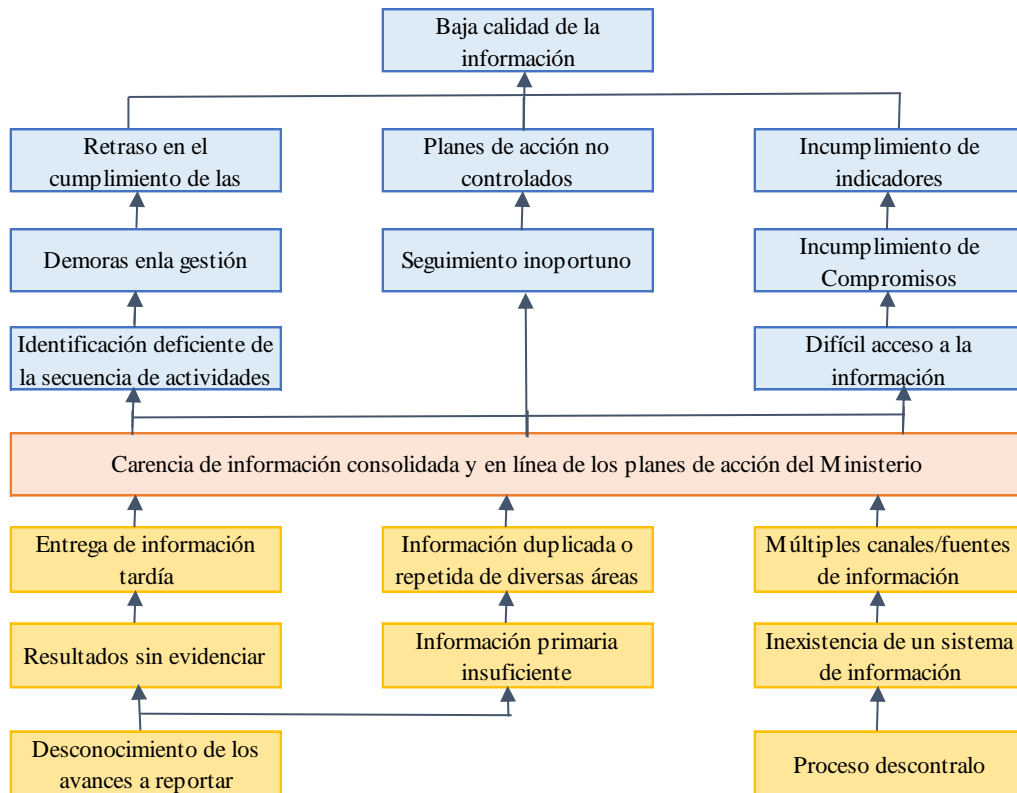 Baja calidad de la
información
Retraso en el
cumplimiento de las
Planes de acción no
controlados
Incumplimiento de
indicadores
Demoras enla gestión
Seguimiento inoportuno
Incumplimiento de
Compromisos
Identificación deficiente de
la secuencia de actividades
Difícil acceso a la
información
Carencia de información consolidada y en línea de los planes de acción del Ministerio
Entrega de información
tardía
Información duplicada o
repetida de diversas áreas
Múltiples canales/fuentes
de información
Resultados sin evidenciar
Información primaria
insuficiente
Inexistencia de un sistema
de información
Desconocimiento de los
avances a reportar
Proceso descontralo